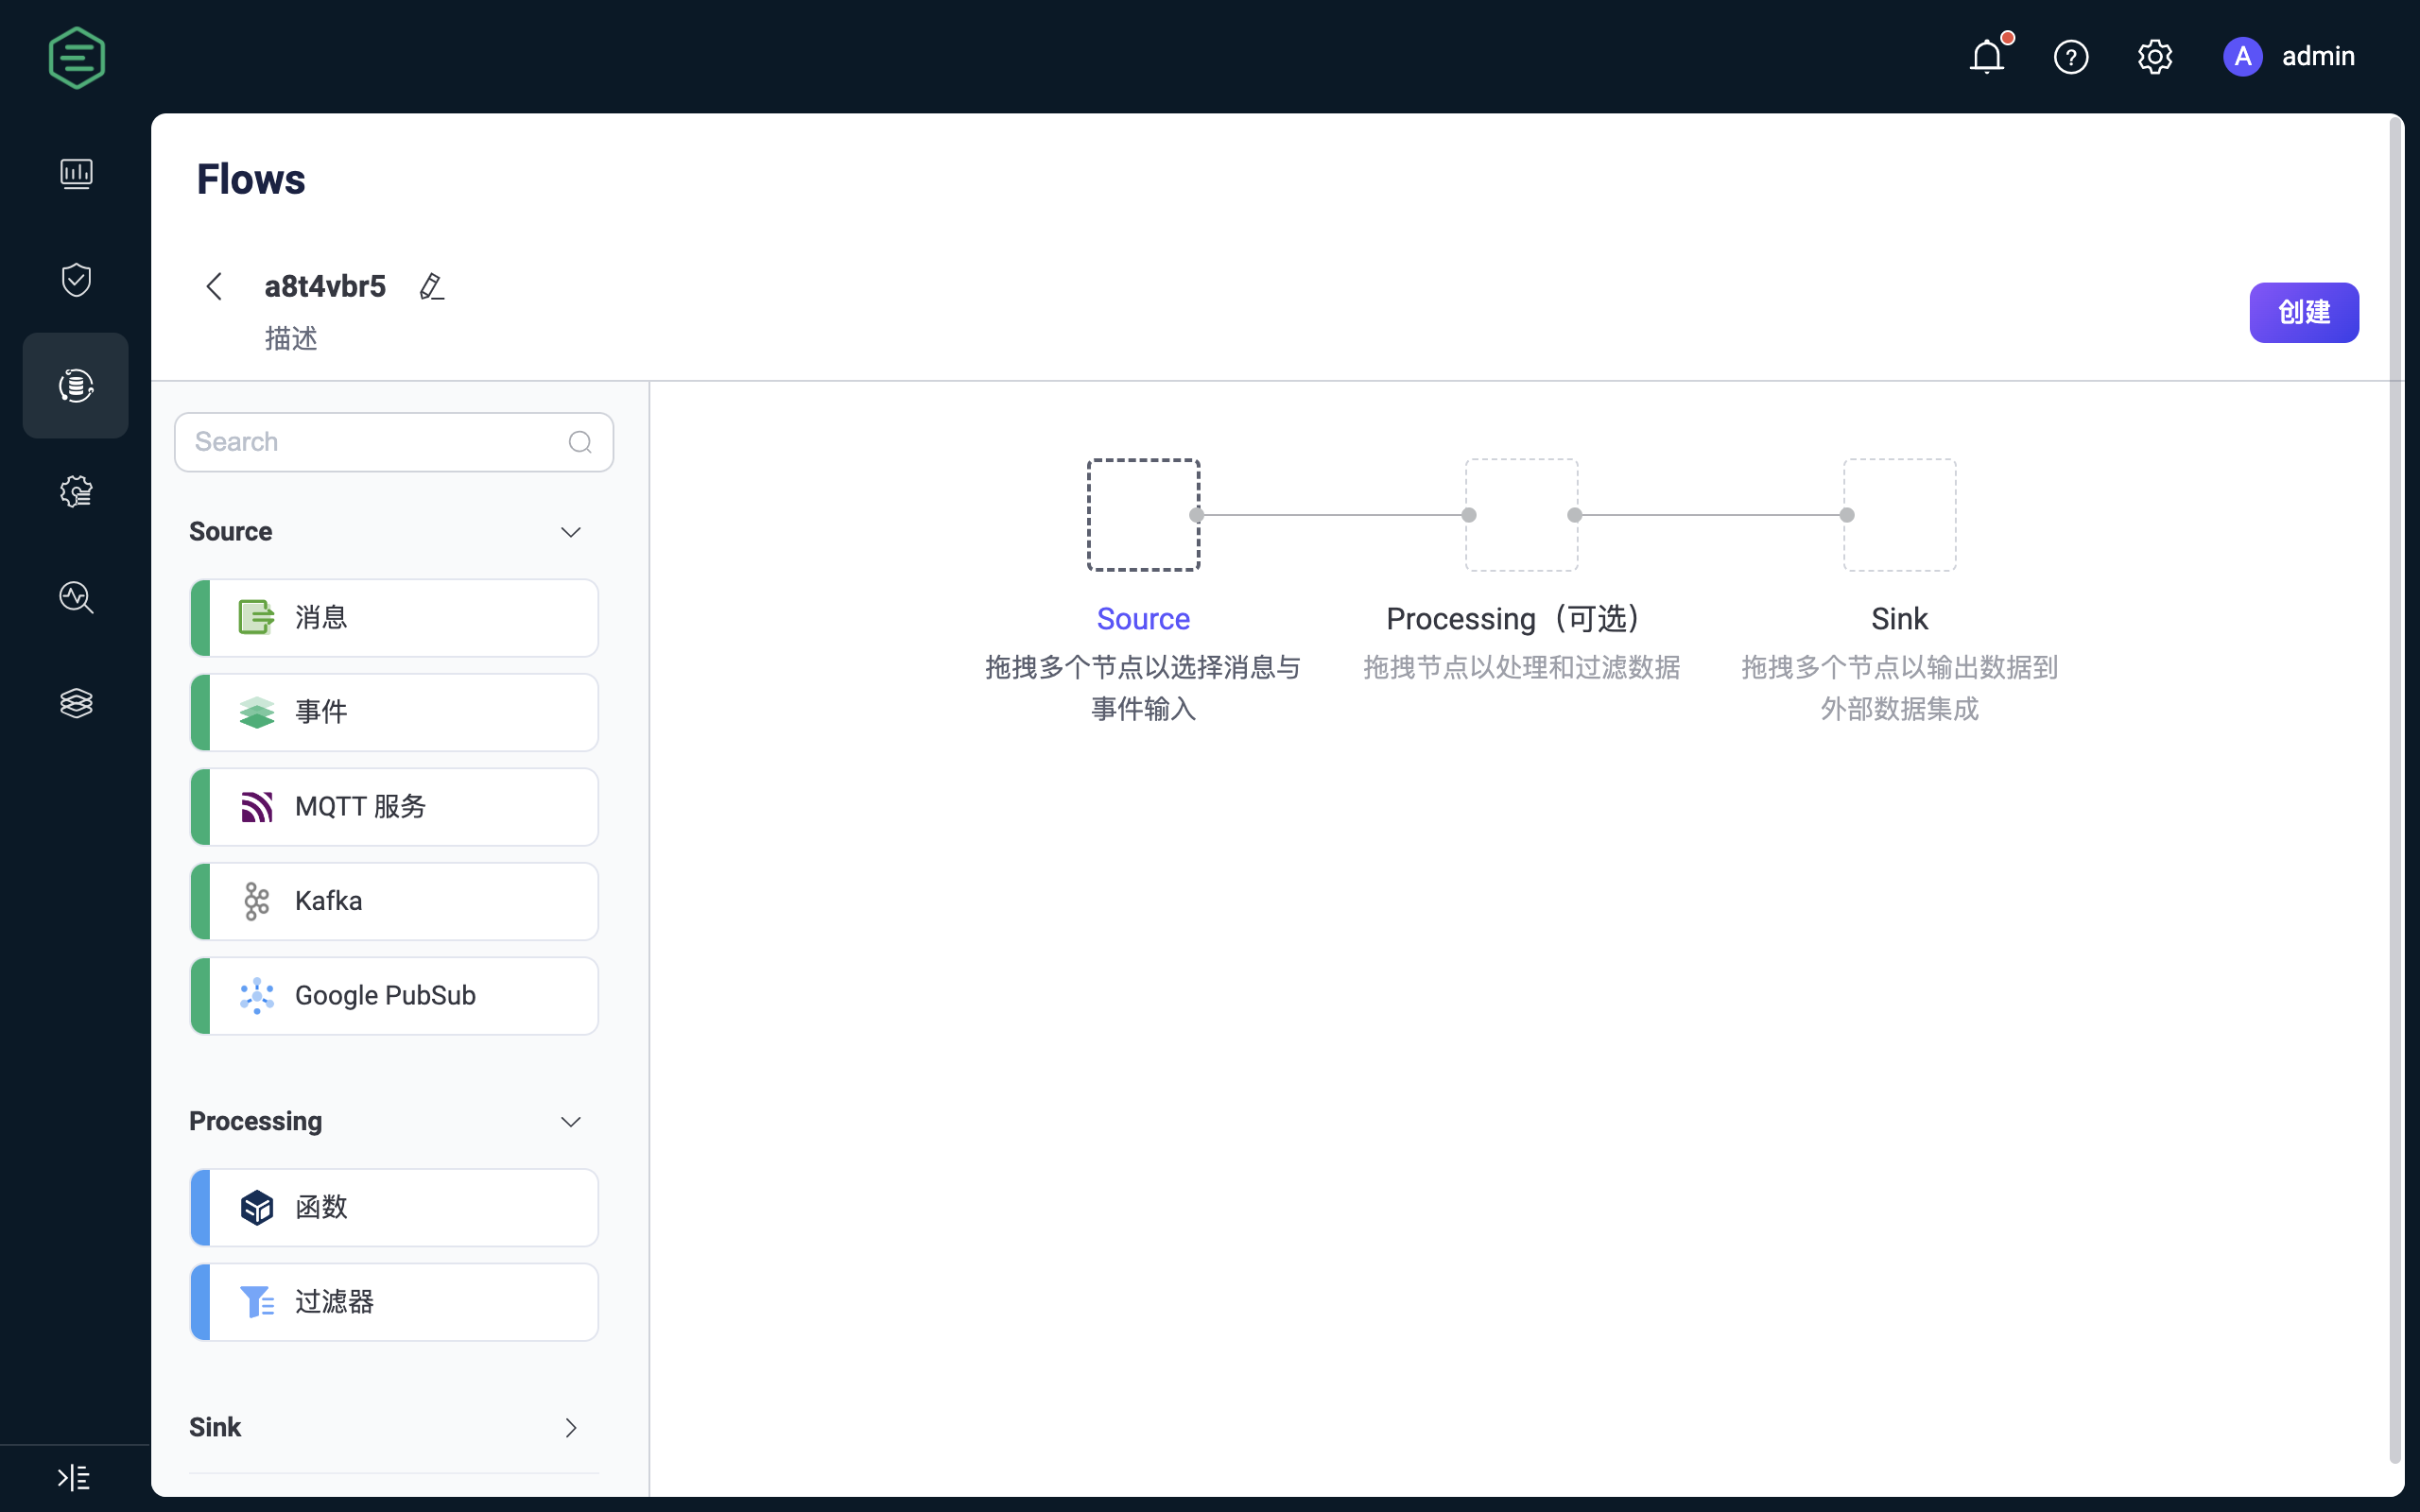 A
admin
Flows
a8t4vbr5
描述
创建
Search
Source
消息
事件
MQTT 服务
Kafka
Google PubSub
Processing
函数
过滤器
Sink
Source
拖拽多个节点以选择消息与
事件输入
Processing（可选）
拖拽节点以处理和过滤数据
Sink
拖拽多个节点以输出数据到
外部数据集成